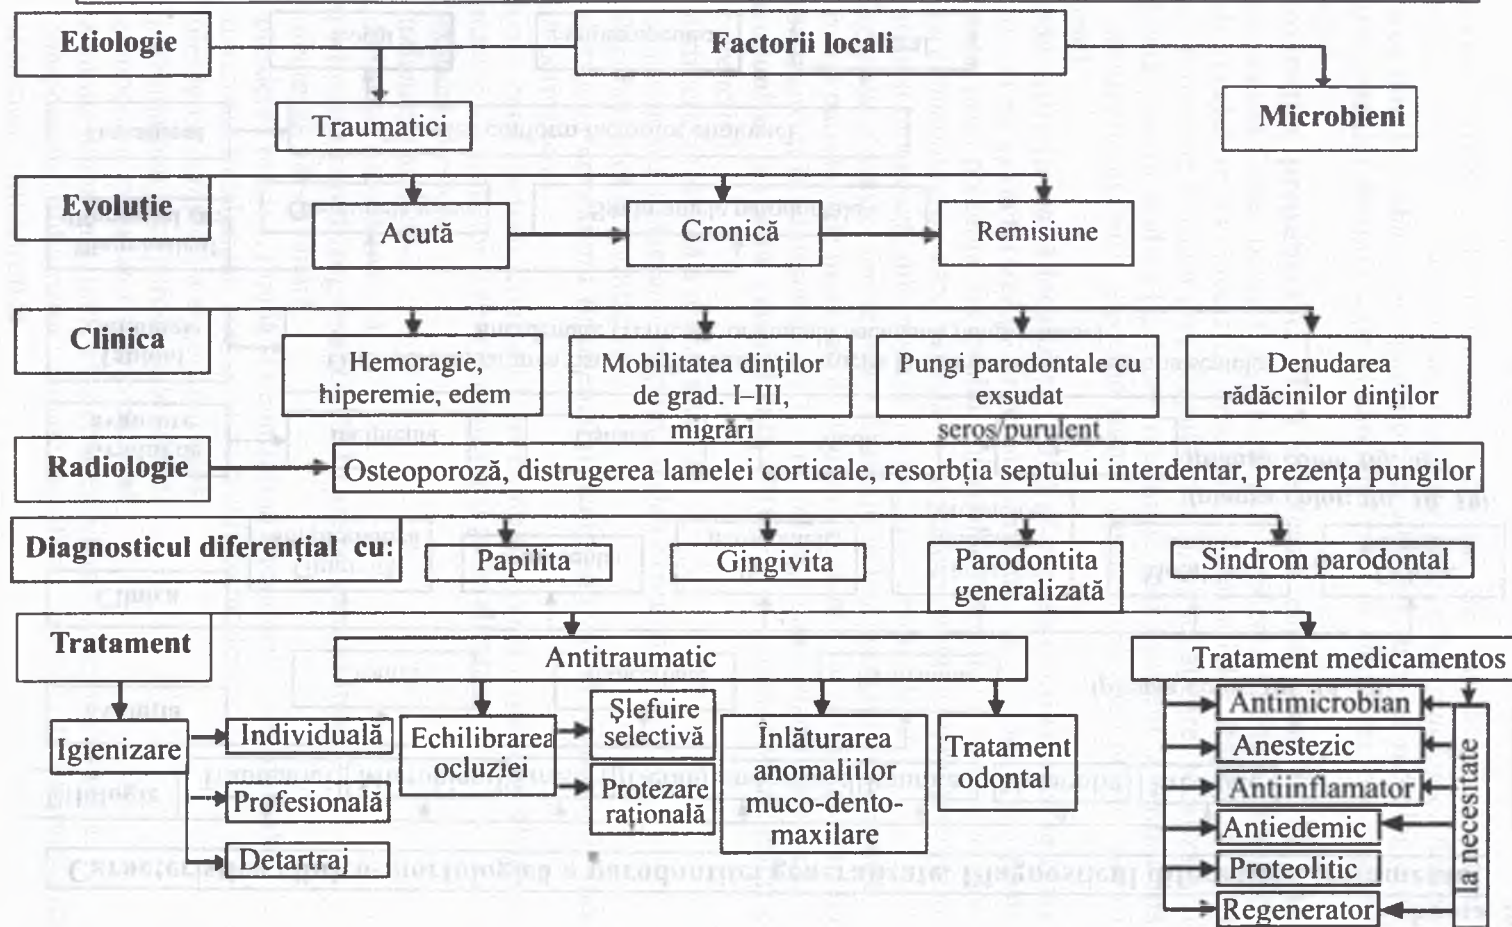 Etiologie
Factorii locali
Traumatici
Microbieni
Evoluție
Acută
Cronică
Remisiune
Clinica
Hemoragie,
hiperemie, edem
Mobilitatea dinților
de grad. I–III,
migrări
Pungi parodontale cu
exsudat
seros/purulent
Denudarea
rădăcinilor dinților
Radiologie
Osteoporoză, distrugerea lamelei corticale, resorbția septului interdentar, prezența pungilor
Diagnosticul diferențial cu:
Papilita
Gingivita
Parodontita
generalizată
Sindrom parodontal
Tratament
Antitraumatic
Tratament medicamentos
Igienizare
Individuală
Profesională
Detartraj
Echilibrarea
ocluziei
Șlefuire
selectivă
Protezare
rațională
Înlăturarea
anomaliilor
muco-dento-
maxilare
Tratament
odontal
Antimicrobian
Anestezic
Antiinflamator
Antiedemic
Proteolitic
Regenerator
la necesitate